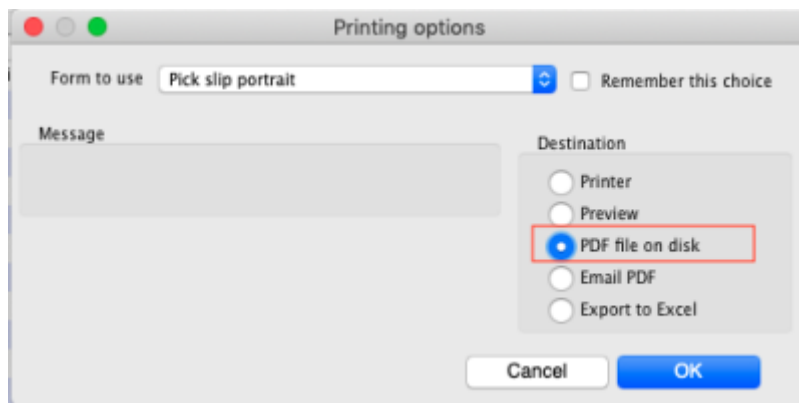 Printing options
Form to use Pick slip portrait Remember this choice
Message
Destination
Printer
Preview
PDF file on disk
Email PDF
Export to Excel
Cancel OK